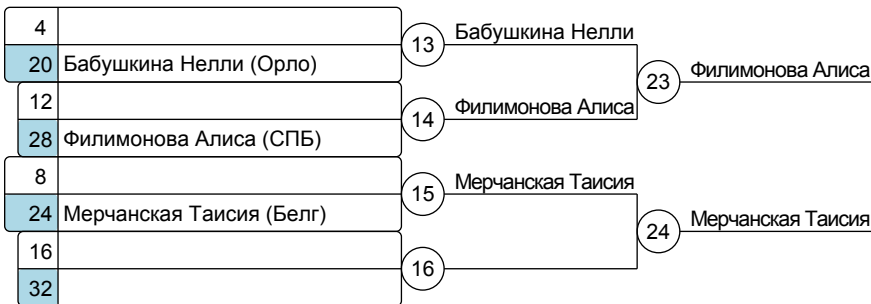 4
20 Бабушкина Нелли (Орло)
12
28 Филимонова Алиса (СПБ)
8
24 Мерчанская Таисия (Белг)
16
32
13
Бабушкина Нелли
14
Филимонова Алиса
15
Мерчанская Таисия
16
23
Филимонова Алиса
24
Мерчанская Таисия